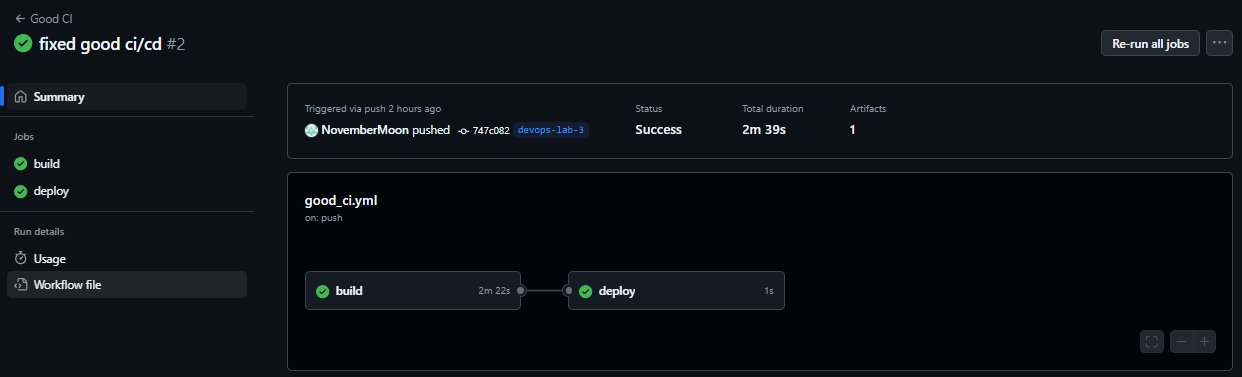 ← Good CI
fixed good ci/cd #2
Re-run all jobs
Summary
Jobs
build
deploy
Run details
Usage
Workflow file
Triggered via push 2 hours ago
NovemberMoon pushed 747c082 devops-lab-3
Status
Success
Total duration
2m 39s
Artifacts
1
good_ci.yml
on: push
build 2m 22s
deploy 1s